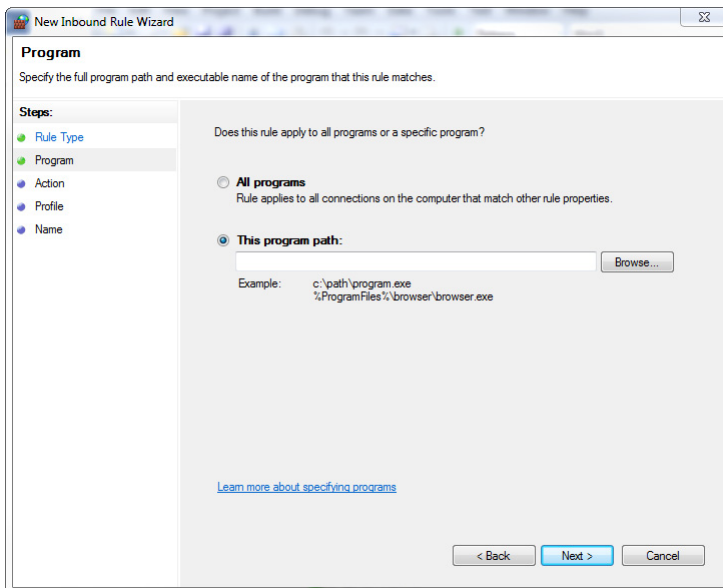 New Inbound Rule Wizard
Program
Specify the full program path and executable name of the program that this rule matches.
Steps:
Rule Type
Program
Action
Profile
Name
Does this rule apply to all programs or a specific program?
All programs
Rule applies to all connections on the computer that match other rule properties.
This program path:
Browse...
Example: c:\path\program.exe
%ProgramFiles%\browser\browser.exe
Learn more about specifying programs
< Back Next > Cancel